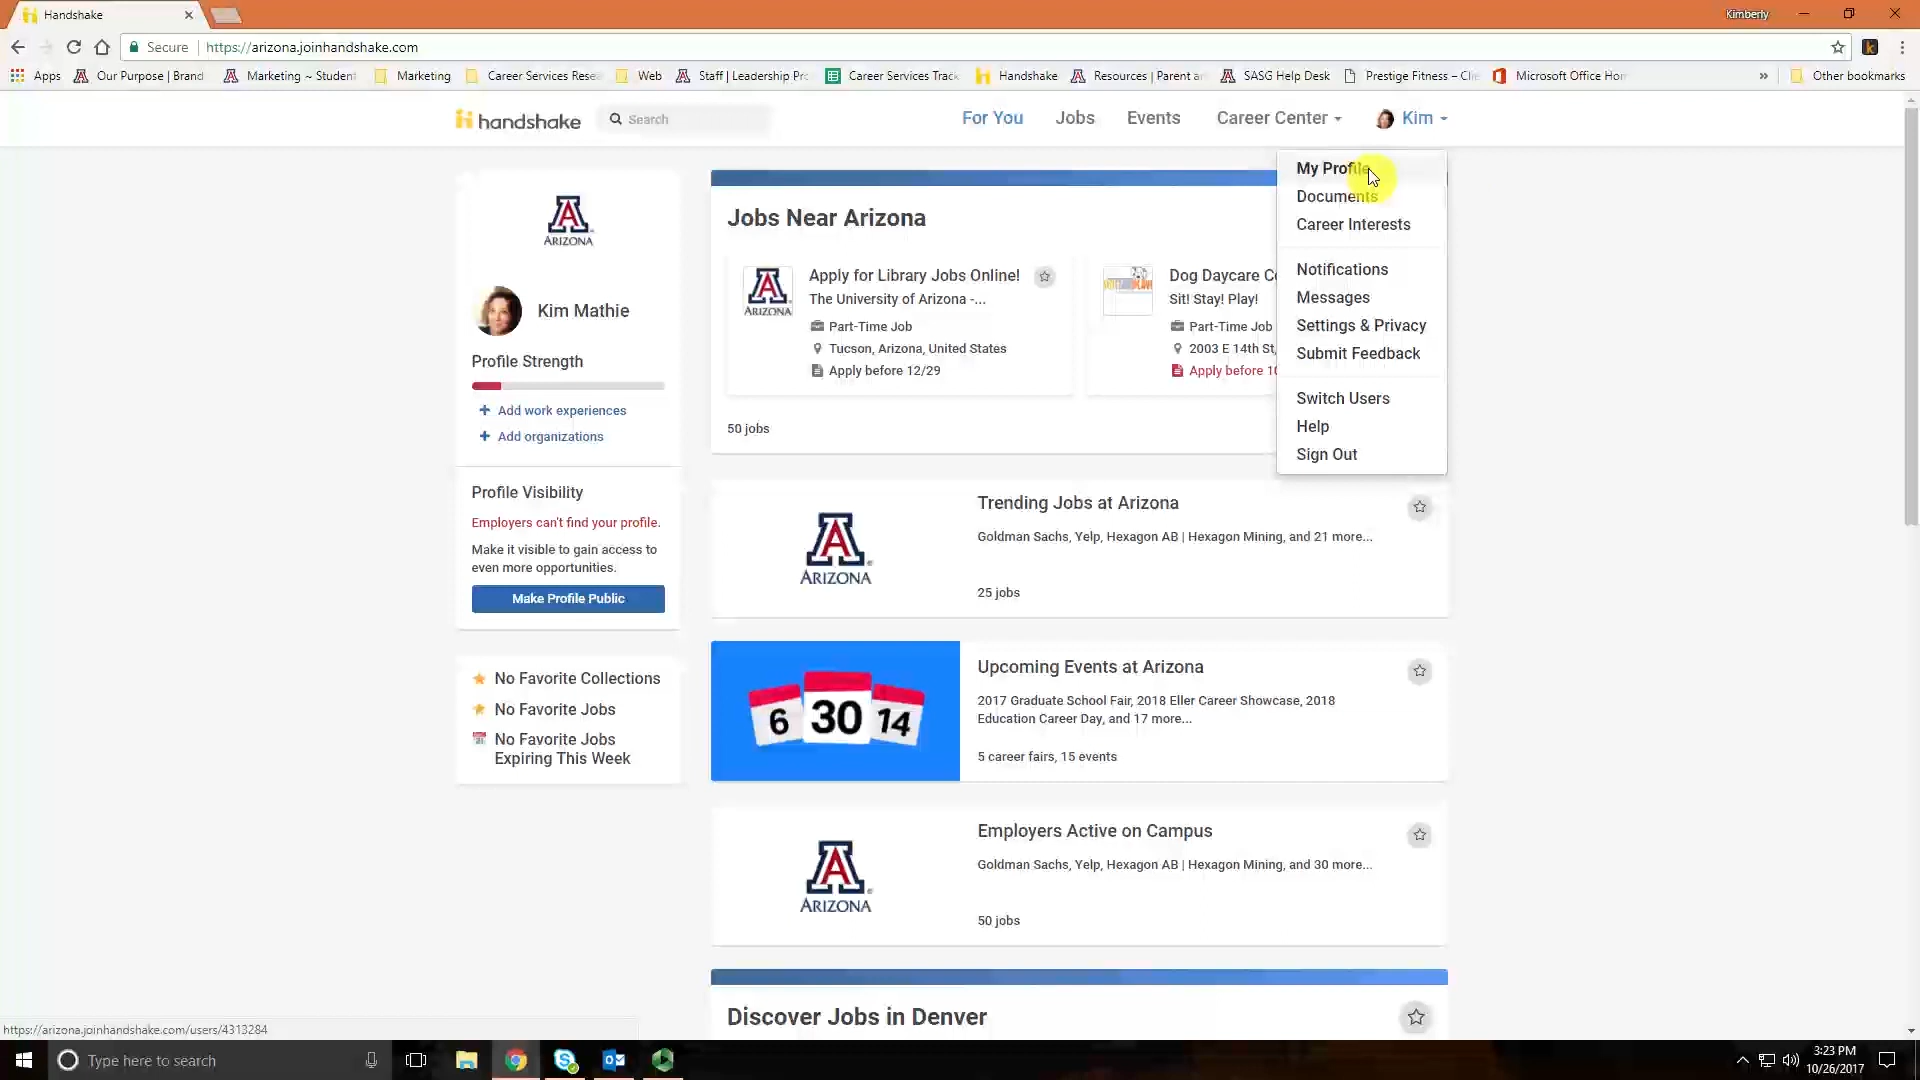 Handshake
Kimberly
Secure
https://arizona.joinhandshake.com
Apps
Our Purpose | Brand
Marketing ~ Student
Marketing
Career Services Resea
Web
Staff | Leadership Pro
Career Services Track
Handshake
Resources | Parent an
SASG Help Desk
Prestige Fitness – Clie
Microsoft Office Hom
Other bookmarks
handshake
Search
For You
Jobs
Events
Career Center
Kim
My Profile
Documents
Career Interests
Notifications
Messages
Settings & Privacy
Submit Feedback
Switch Users
Help
Sign Out
ARIZONA
Kim Mathie
Profile Strength
Add work experiences
Add organizations
Profile Visibility
Employers can't find your profile.
Make it visible to gain access to
even more opportunities.
Make Profile Public
No Favorite Collections
No Favorite Jobs
No Favorite Jobs
Expiring This Week
Jobs Near Arizona
ARIZONA
Apply for Library Jobs Online!
The University of Arizona -...
Part-Time Job
Tucson, Arizona, United States
Apply before 12/29
Dog Daycare Co
Sit! Stay! Play!
Part-Time Job
2003 E 14th St,
Apply before 10
50 jobs
ARIZONA
Trending Jobs at Arizona
Goldman Sachs, Yelp, Hexagon AB | Hexagon Mining, and 21 more...
25 jobs
6 30 14
Upcoming Events at Arizona
2017 Graduate School Fair, 2018 Eller Career Showcase, 2018
Education Career Day, and 17 more...
5 career fairs, 15 events
ARIZONA
Employers Active on Campus
Goldman Sachs, Yelp, Hexagon AB | Hexagon Mining, and 30 more...
50 jobs
Discover Jobs in Denver
https://arizona.joinhandshake.com/users/4313284
Type here to search
3:23 PM
10/26/2017